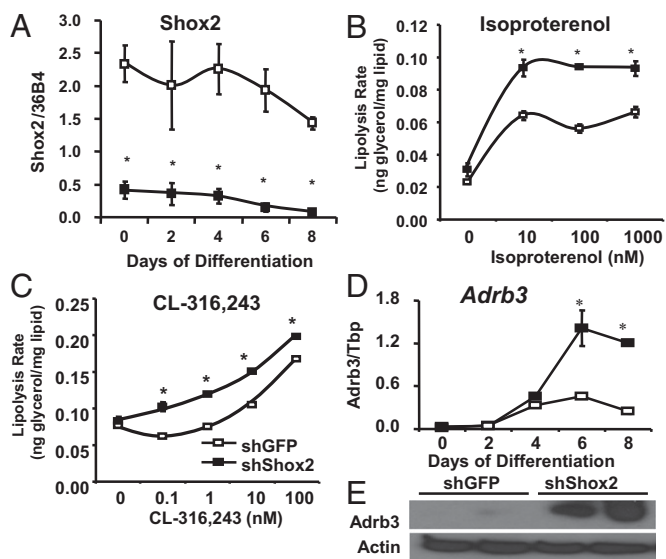 A
Shox2
Shox2/36B4
3.0
2.5
2.0
1.5
1.0
0.5
0.0
* * * * *
0 2 4 6 8
Days of Differentiation
B
Isoproterenol
Lipolysis Rate
(ng glycerol/mg lipid)
0.12
0.10
0.08
0.06
0.04
0.02
0.00
* * *
0 10 100 1000
Isoproterenol (nM)
C
CL-316,243
Lipolysis Rate
(ng glycerol/mg lipid)
0.25
0.20
0.15
0.10
0.05
0.00
* * * *
shGFP
shShox2
0 0.1 1 10 100
CL-316,243 (nM)
D
Adrb3
Adrb3/Tbp
1.8
1.2
0.6
0.0
* *
0 2 4 6 8
Days of Differentiation
E
shGFP shShox2
Adrb3
Actin